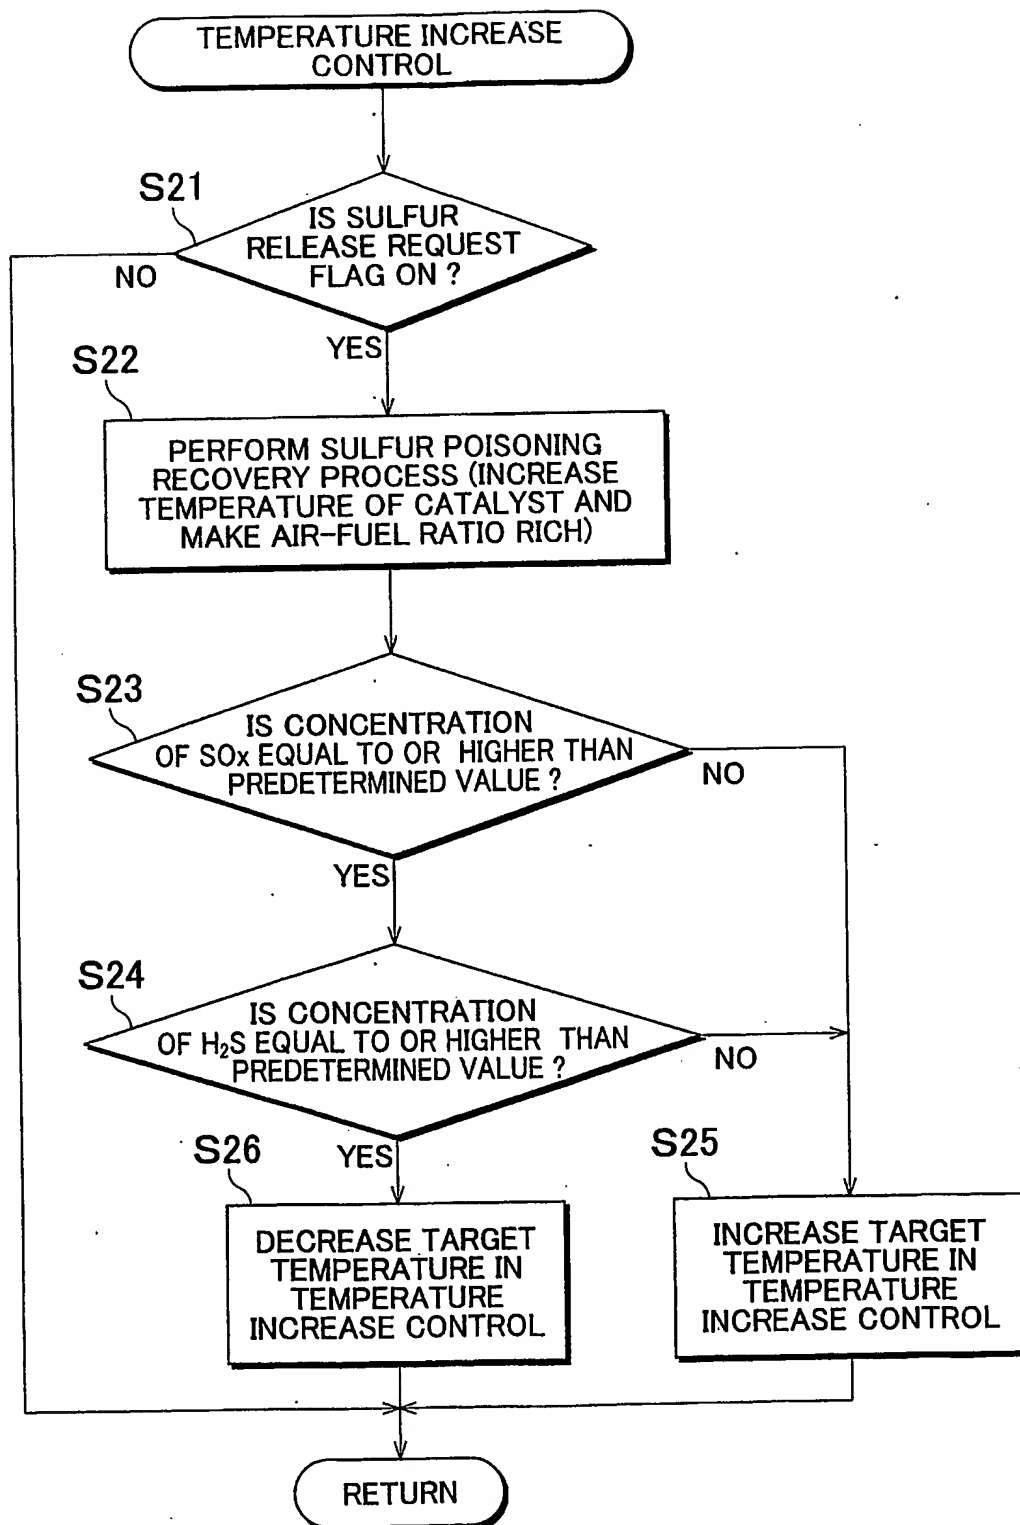 TEMPERATURE INCREASE
CONTROL
S21
IS SULFUR
RELEASE REQUEST
FLAG ON ?
NO
YES
S22
PERFORM SULFUR POISONING
RECOVERY PROCESS (INCREASE
TEMPERATURE OF CATALYST AND
MAKE AIR-FUEL RATIO RICH)
S23
IS CONCENTRATION
OF SOx EQUAL TO OR HIGHER THAN
PREDETERMINED VALUE ?
NO
YES
S24
IS CONCENTRATION
OF H₂S EQUAL TO OR HIGHER THAN
PREDETERMINED VALUE ?
NO
YES
S26
DECREASE TARGET
TEMPERATURE IN
TEMPERATURE
INCREASE CONTROL
S25
INCREASE TARGET
TEMPERATURE IN
TEMPERATURE
INCREASE CONTROL
RETURN